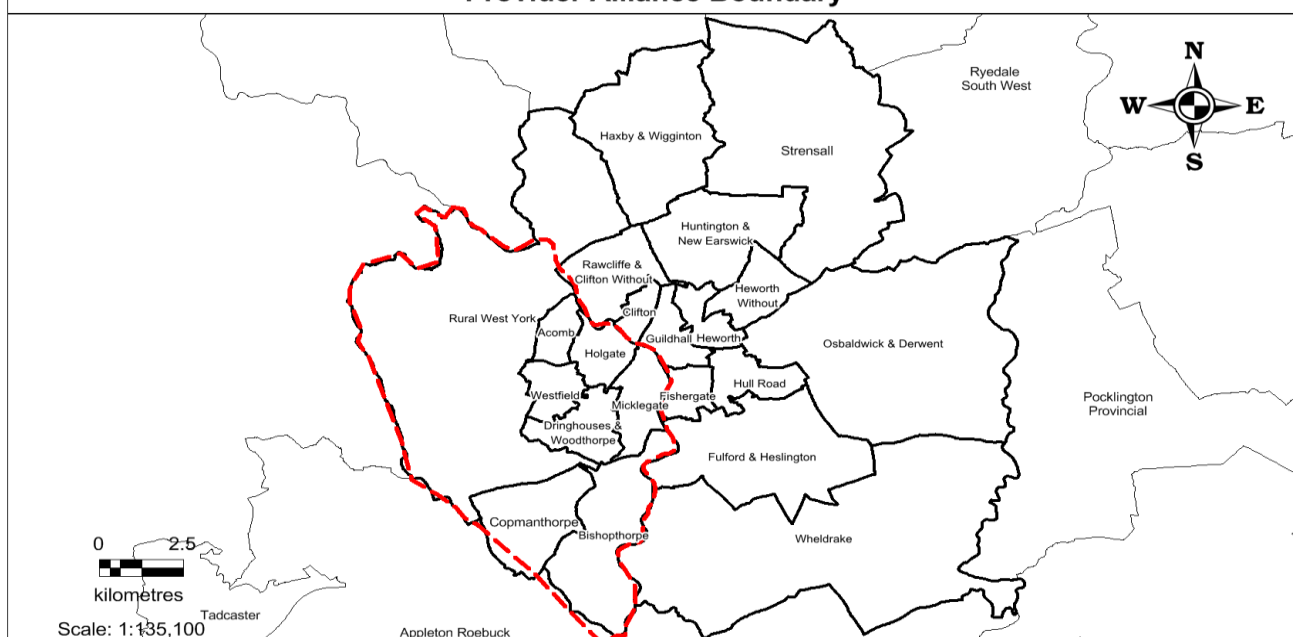 Provider Alliance Boundary
N
W E
S
Ryedale
South West
Haxby & Wigginton
Strensall
Huntington &
New Earswick
Rawcliffe &
Clifton Without
Heworth
Without
Rural West York
Clifton
Acomb
Guildhall
Heworth
Osbaldwick & Derwent
Holgate
Hull Road
Westfield
Fishergate
Micklegate
Pocklington
Provincial
Dringhouses &
Woodthorpe
Fulford & Heslington
Copmanthorpe
Bishopthorpe
Wheldrake
0 2.5
kilometres
Tadcaster
Scale: 1:135,100
Appleton Roebuck